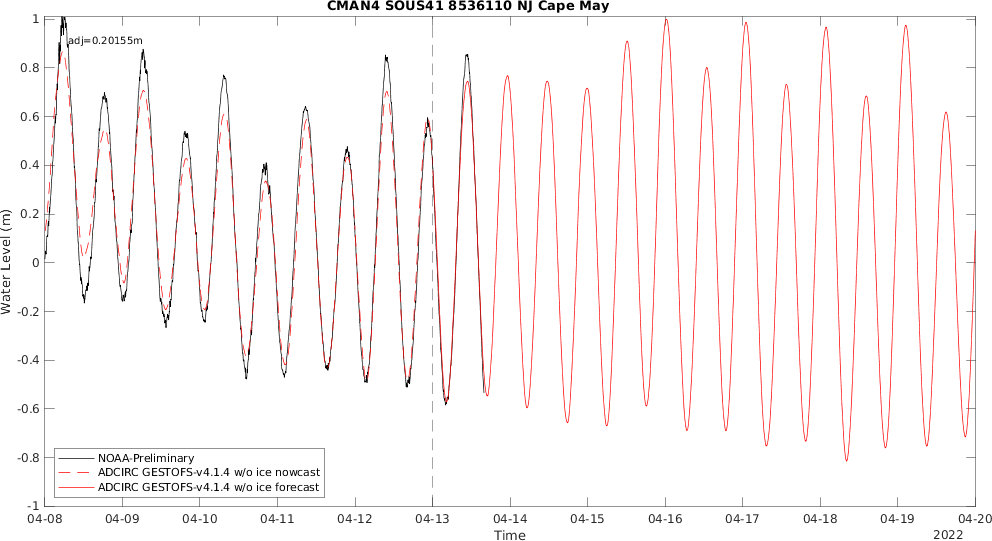 CMAN4 SOUS41 8536110 NJ Cape May
adj=0.20155m
Water Level (m)
1
0.8
0.6
0.4
0.2
0
-0.2
-0.4
-0.6
-0.8
-1
NOAA-Preliminary
ADCIRC GESTOFS-v4.1.4 w/o ice nowcast
ADCIRC GESTOFS-v4.1.4 w/o ice forecast
04-08 04-09 04-10 04-11 04-12 04-13 04-14 04-15 04-16 04-17 04-18 04-19 04-20
Time
2022